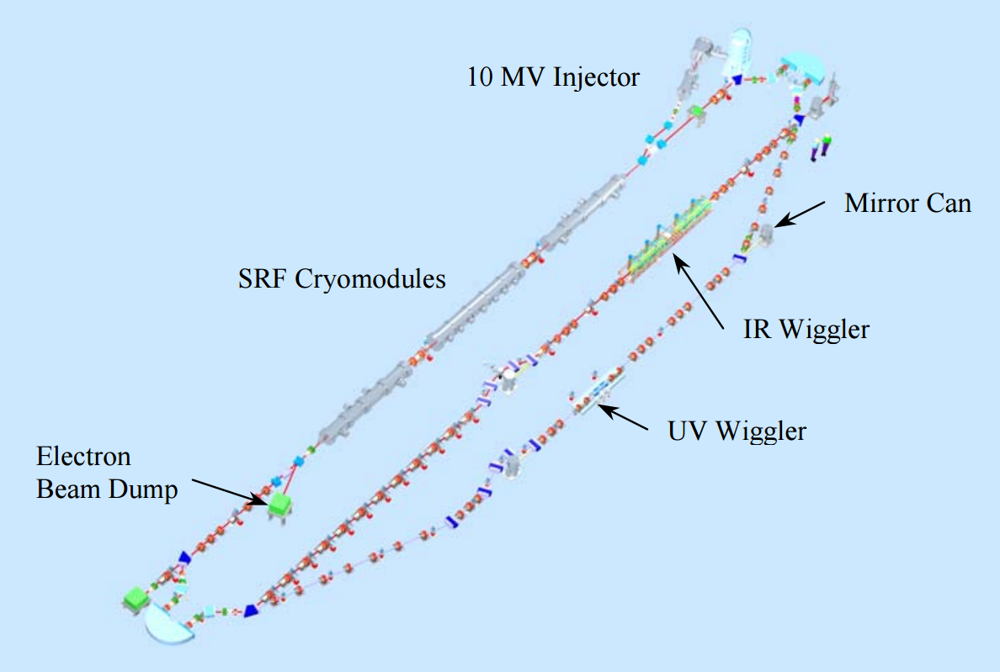 10 MV Injector
Mirror Can
SRF Cryomodules
IR Wiggler
UV Wiggler
Electron
Beam Dump